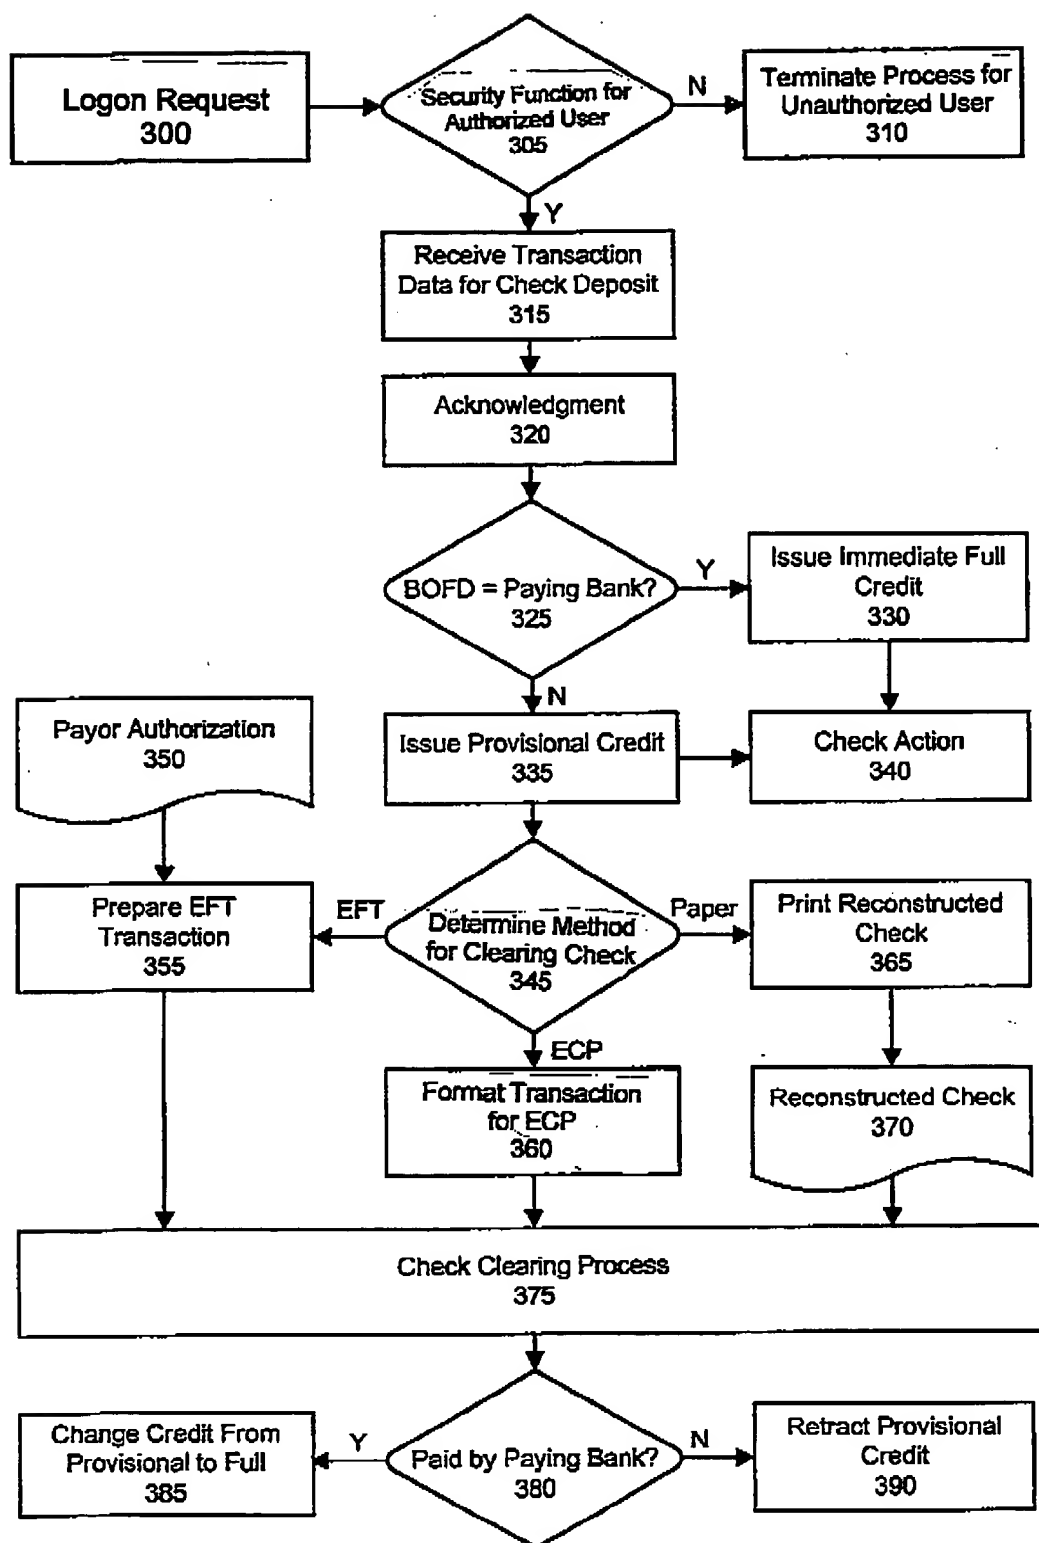 Logon Request
300
Security Function for
Authorized User
305
N
Terminate Process for
Unauthorized User
310
Y
Receive Transaction
Data for Check Deposit
315
Acknowledgment
320
BOFD = Paying Bank?
325
Y
Issue Immediate Full
Credit
330
N
Payor Authorization
350
Issue Provisional Credit
335
Check Action
340
Prepare EFT
Transaction
355
EFT
Determine Method
for Clearing Check
345
Paper
Print Reconstructed
Check
365
ECP
Format Transaction
for ECP
360
Reconstructed Check
370
Check Clearing Process
375
Change Credit From
Provisional to Full
385
Y
Paid by Paying Bank?
380
N
Retract Provisional
Credit
390